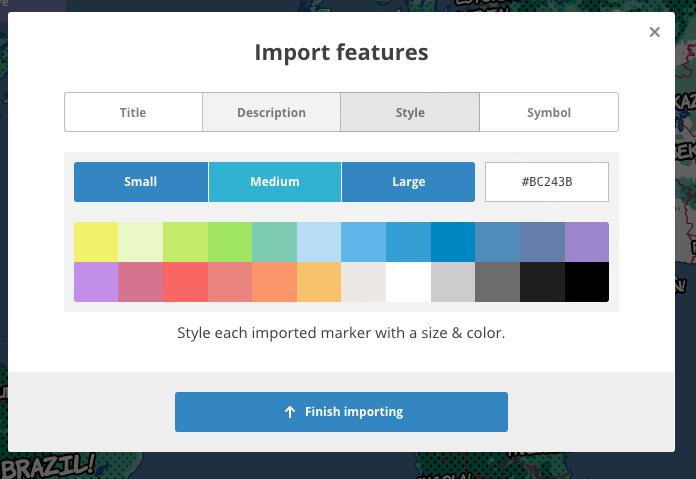 ×
Import features
Title Description Style Symbol
Small Medium Large #BC243B
Style each imported marker with a size & color.
Finish importing
BRAZIL!